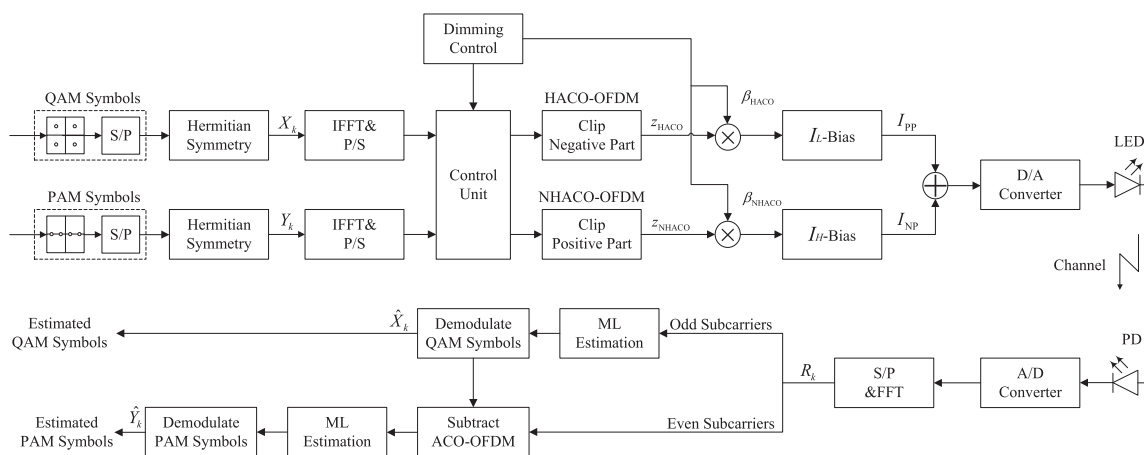 Dimming
Control
QAM Symbols
S/P
Hermitian
Symmetry
X_k
IFFT&
P/S
Control
Unit
HACO-OFDM
Clip
Negative Part
z_HACO
β_HACO
I_L-Bias
I_PP
LED
D/A
Converter
PAM Symbols
S/P
Hermitian
Symmetry
Y_k
IFFT&
P/S
NHACO-OFDM
Clip
Positive Part
z_NHACO
β_NHACO
I_H-Bias
I_NP
Channel
Estimated
QAM Symbols
X̂_k
Demodulate
QAM Symbols
ML
Estimation
Odd Subcarriers
R_k
S/P
&FFT
A/D
Converter
PD
Estimated
PAM Symbols
Ŷ_k
Demodulate
PAM Symbols
ML
Estimation
Subtract
ACO-OFDM
Even Subcarriers